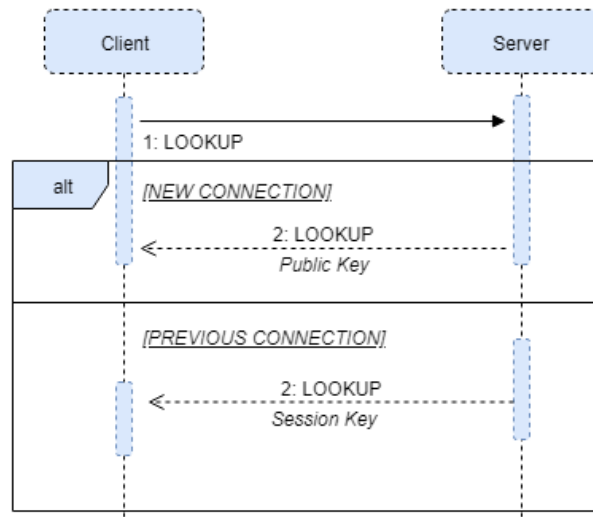 Client
Server
1: LOOKUP
alt
[NEW CONNECTION]
2: LOOKUP
Public Key
[PREVIOUS CONNECTION]
2: LOOKUP
Session Key